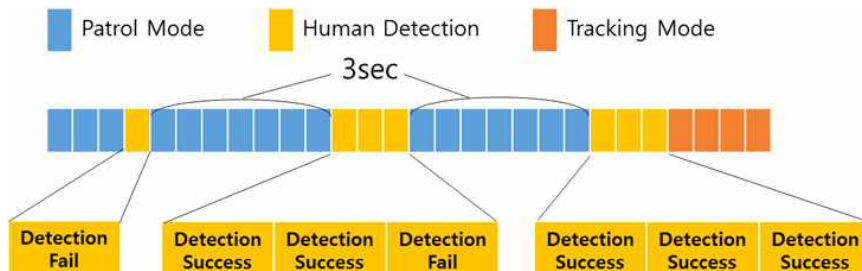 Patrol Mode Human Detection Tracking Mode
3sec
Detection Detection Detection Detection Detection Detection Detection
Fail Success Success Fail Success Success Success